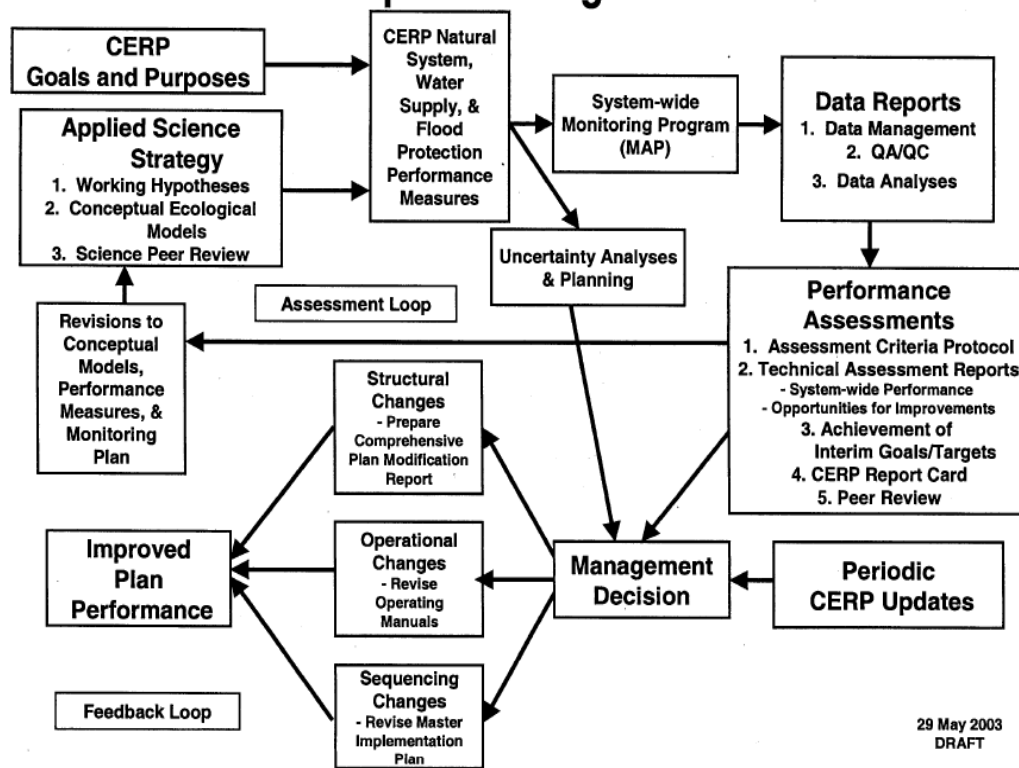 CERP
Goals and Purposes
CERP Natural
System,
Water
Supply, &
Flood
Protection
Performance
Measures
System-wide
Monitoring Program
(MAP)
Data Reports
1. Data Management
2. QA/QC
3. Data Analyses
Applied Science
Strategy
1. Working Hypotheses
2. Conceptual Ecological
Models
3. Science Peer Review
Uncertainty Analyses
& Planning
Assessment Loop
Performance
Assessments
1. Assessment Criteria Protocol
2. Technical Assessment Reports
- System-wide Performance
- Opportunities for Improvements
3. Achievement of
Interim Goals/Targets
4. CERP Report Card
5. Peer Review
Revisions to
Conceptual
Models,
Performance
Measures, &
Monitoring
Plan
Structural
Changes
- Prepare
Comprehensive
Plan Modification
Report
Improved
Plan
Performance
Operational
Changes
- Revise
Operating
Manuals
Management
Decision
Periodic
CERP Updates
Sequencing
Changes
- Revise Master
Implementation
Plan
Feedback Loop
29 May 2003
DRAFT